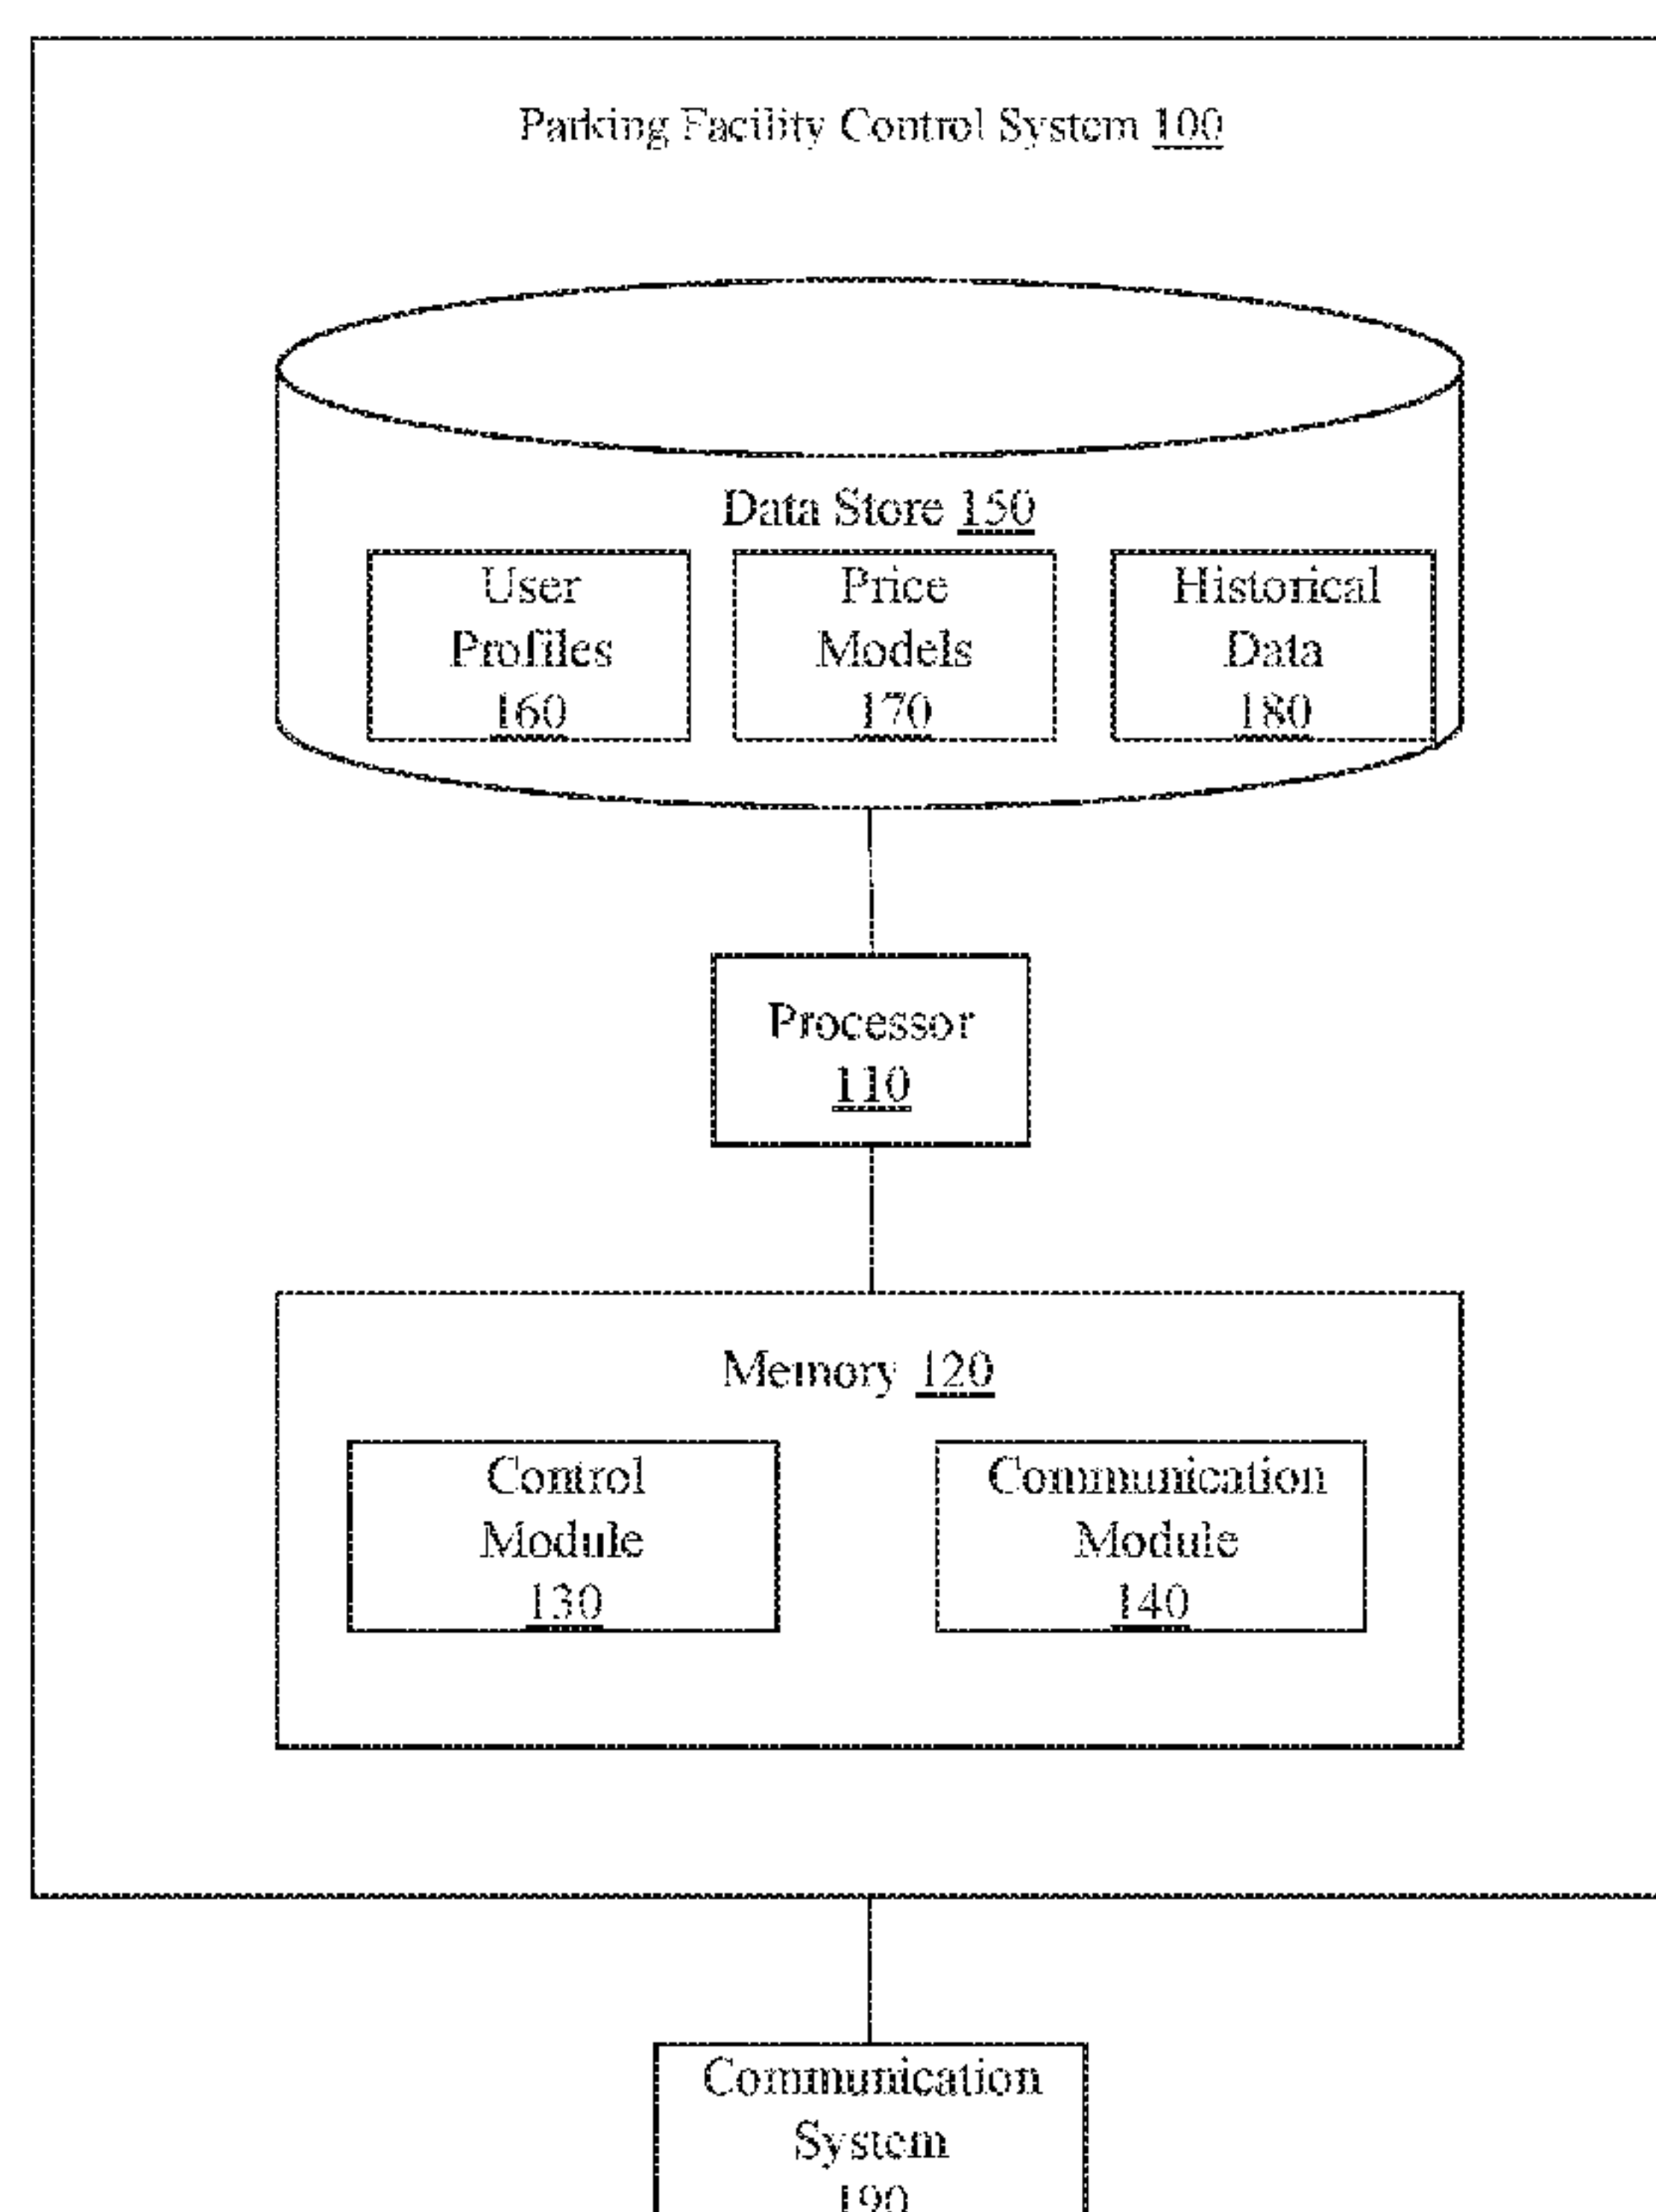 Parking Facility Control System 100
Data Store 150
User
Profiles
160
Price
Models
170
Historical
Data
180
Processor
110
Memory 120
Control
Module
130
Communication
Module
140
Communication
System
190